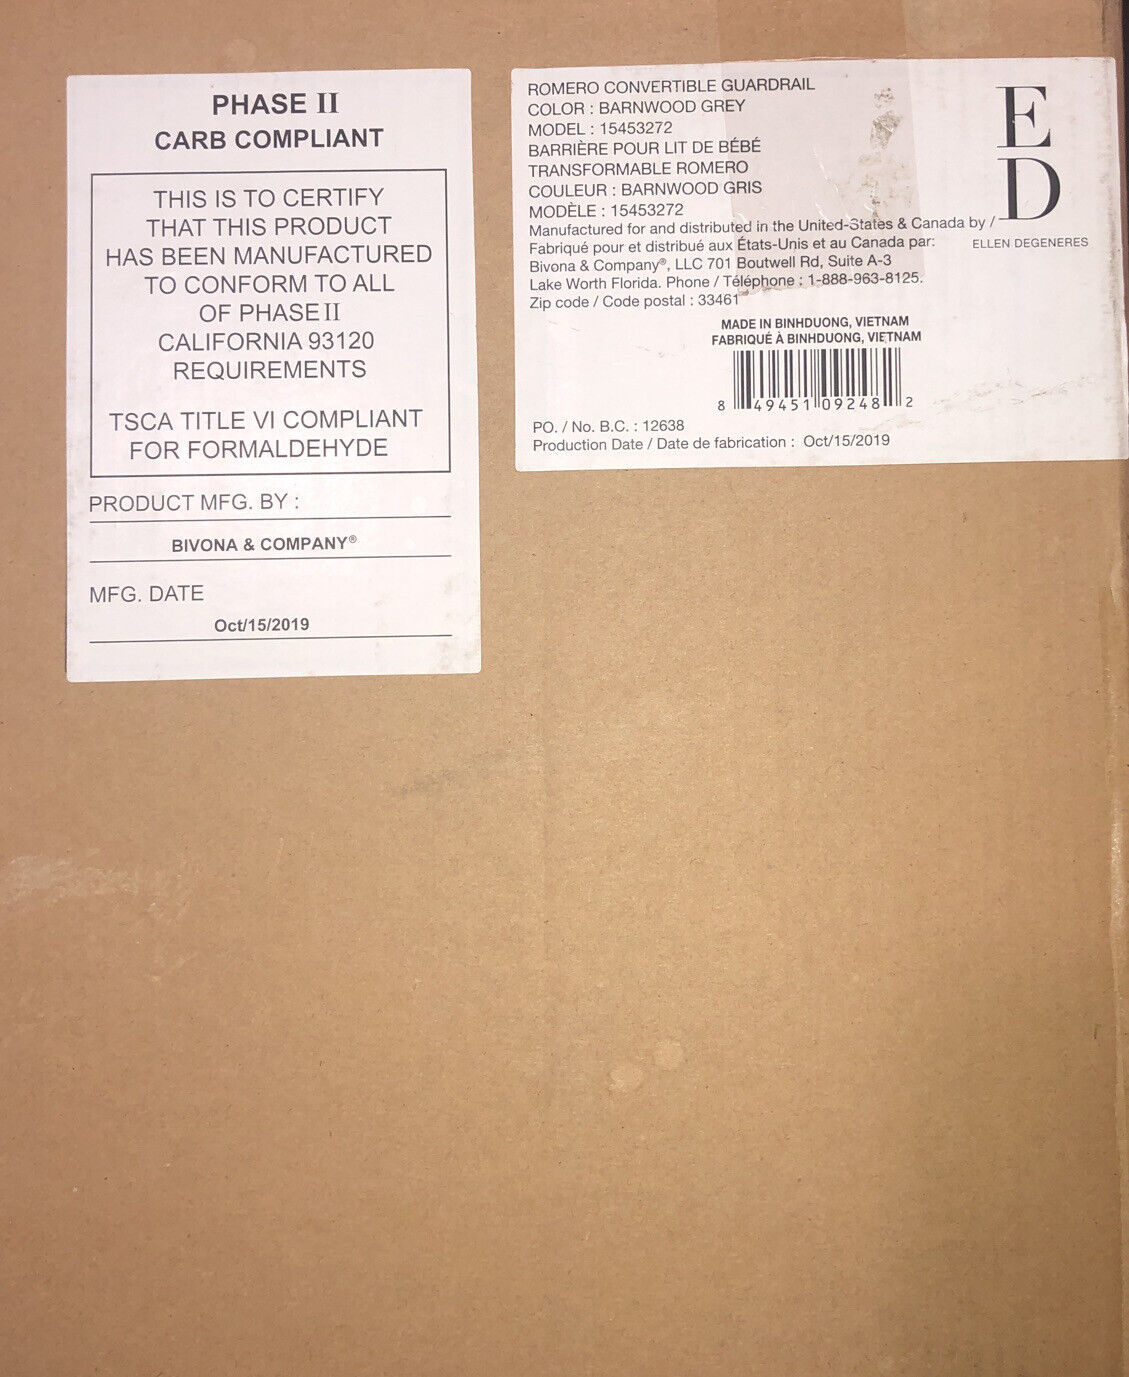 PHASE II
CARB COMPLIANT
THIS IS TO CERTIFY
THAT THIS PRODUCT
HAS BEEN MANUFACTURED
TO CONFORM TO ALL
OF PHASE II
CALIFORNIA 93120
REQUIREMENTS
TSCA TITLE VI COMPLIANT
FOR FORMALDEHYDE
PRODUCT MFG. BY :
BIVONA & COMPANY®
MFG. DATE
Oct/15/2019
ROMERO CONVERTIBLE GUARDRAIL
COLOR : BARNWOOD GREY
MODEL : 15453272
BARRIÈRE POUR LIT DE BÉBÉ
TRANSFORMABLE ROMERO
COULEUR : BARNWOOD GRIS
MODÈLE : 15453272
Manufactured for and distributed in the United-States & Canada by /
Fabriqué pour et distribué aux États-Unis et au Canada par:
Bivona & Company®, LLC 701 Boutwell Rd, Suite A-3
Lake Worth Florida. Phone / Téléphone : 1-888-963-8125.
Zip code / Code postal : 33461
E
D
ELLEN DEGENERES
MADE IN BINHDUONG, VIETNAM
FABRIQUÉ À BINHDUONG, VIETNAM
8 49451 09248 2
PO. / No. B.C. : 12638
Production Date / Date de fabrication : Oct/15/2019